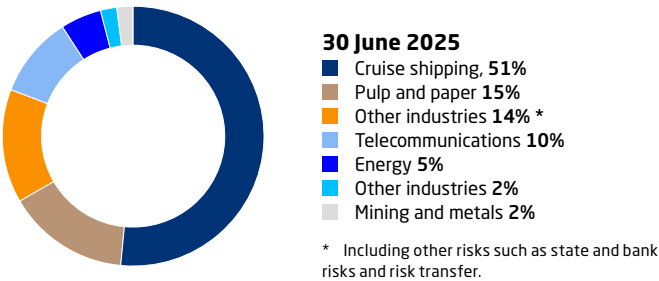 30 June 2025
Cruise shipping, 51%
Pulp and paper 15%
Other industries 14% *
Telecommunications 10%
Energy 5%
Other industries 2%
Mining and metals 2%
* Including other risks such as state and bank
risks and risk transfer.